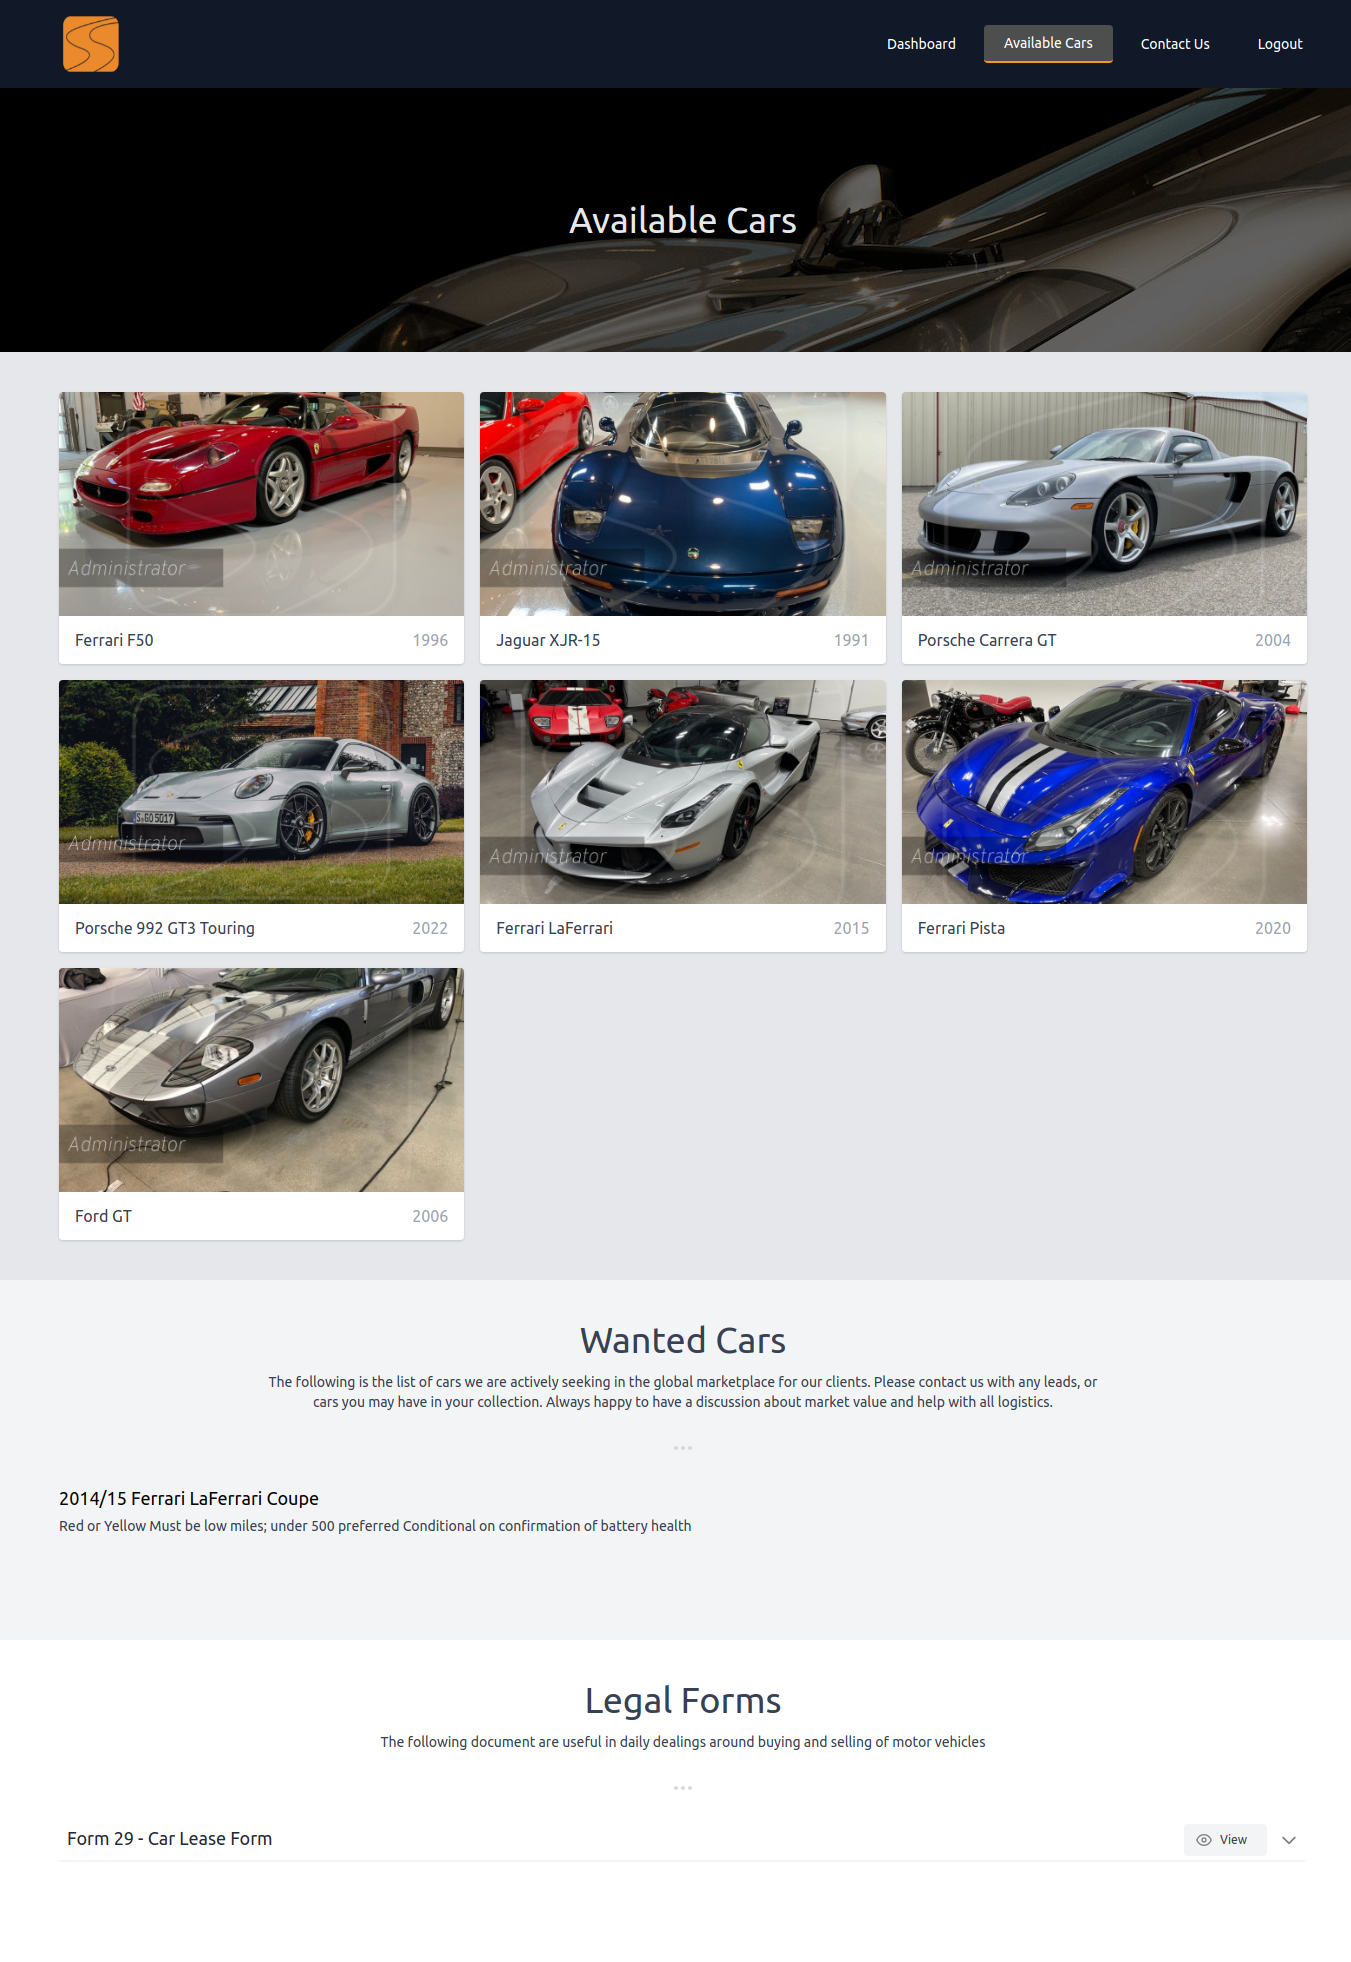 Dashboard
Available Cars
Contact Us
Logout
Available Cars
Administrator
Ferrari F50
1996
Administrator
Jaguar XJR-15
1991
Administrator
Porsche Carrera GT
2004
S GO 5017
Administrator
Porsche 992 GT3 Touring
2022
Administrator
Ferrari LaFerrari
2015
Administrator
Ferrari Pista
2020
Administrator
Ford GT
2006
Wanted Cars
The following is the list of cars we are actively seeking in the global marketplace for our clients. Please contact us with any leads, or
cars you may have in your collection. Always happy to have a discussion about market value and help with all logistics.
2014/15 Ferrari LaFerrari Coupe
Red or Yellow Must be low miles; under 500 preferred Conditional on confirmation of battery health
Legal Forms
The following document are useful in daily dealings around buying and selling of motor vehicles
Form 29 - Car Lease Form
View